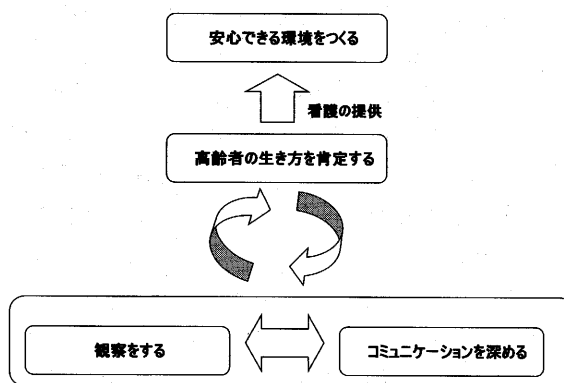 安心できる環境をつくる
看護の提供
高齢者の生き方を肯定する
観察をする
コミュニケーションを深める